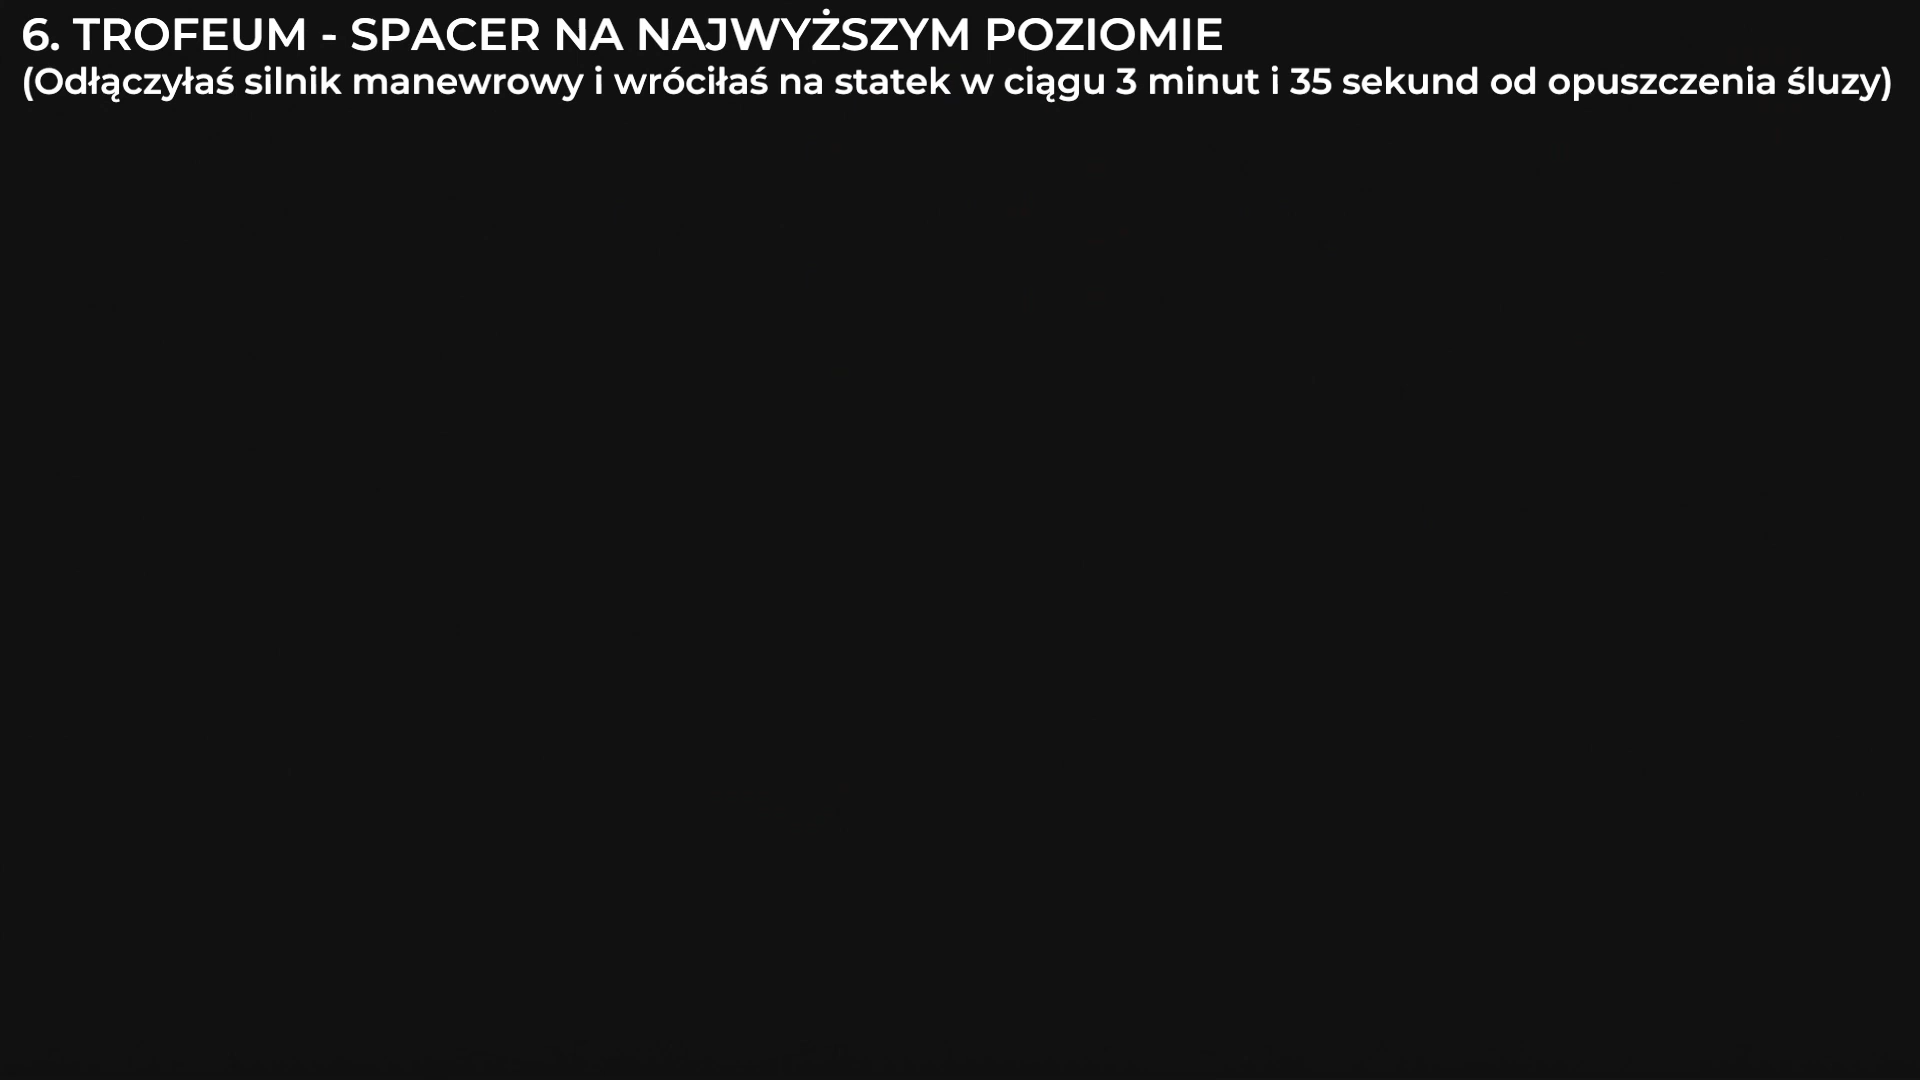 6. TROFEUM - SPACER NA NAJWYŻSZYM POZIOMIE
(Odłączyłaś silnik manewrowy i wróciłaś na statek w ciągu 3 minut i 35 sekund od opuszczenia śluzy)